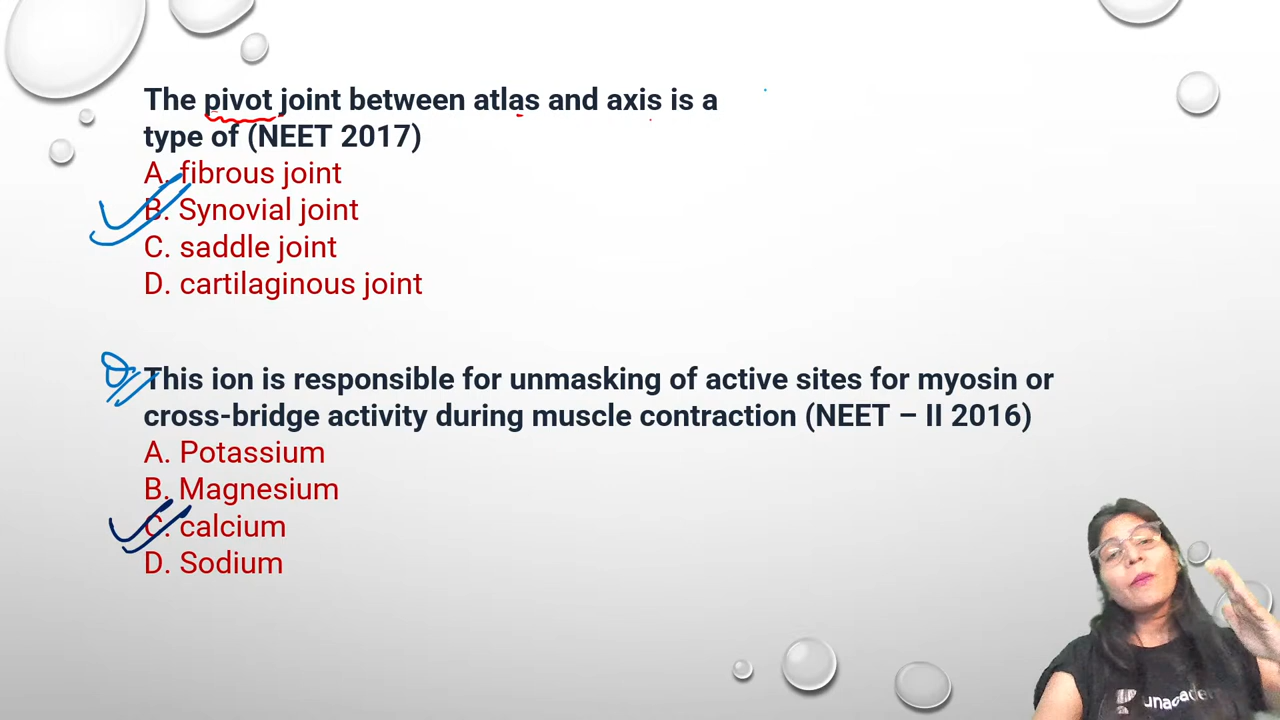 The pivot joint between atlas and axis is a
type of (NEET 2017)
A. fibrous joint
B. Synovial joint
C. saddle joint
D. cartilaginous joint
This ion is responsible for unmasking of active sites for myosin or
cross-bridge activity during muscle contraction (NEET – II 2016)
A. Potassium
B. Magnesium
C. calcium
D. Sodium